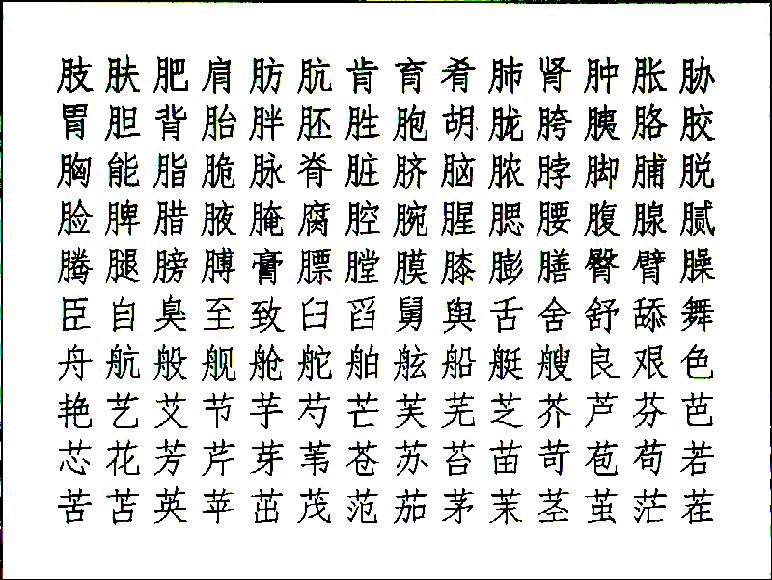 肢肤肥肩肪肮肯育肴肺肾肿胀胁
胃胆背胎胖胚胜胞胡胧胯胰胳胶
胸能脂脆脉脊脏脐脑脓脖脚脯脱
脸脾腊腋腌腐腔腕腥腮腰腹腺腻
腾腿膀膊膏膘膛膜膝膨膳臀臂臊
臣自臭至致臼舀舅舆舌舍舒舔舞
舟航般舰舱舵舶舷船艇艘良艰色
艳艺艾节芋芍芒芙芜芝芥芦芬芭
芯花芳芹芽苇苍苏苔苗苛苞苟若
苦苫英苹茁茂范茄茅茉茎茧茫茬